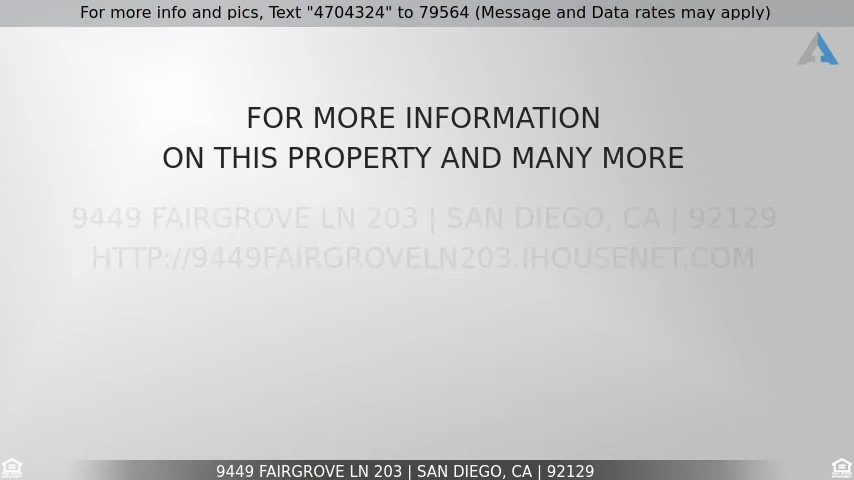 For more info and pics, Text "4704324" to 79564 (Message and Data rates may apply)
FOR MORE INFORMATION
ON THIS PROPERTY AND MANY MORE
9449 FAIRGROVE LN 203 | SAN DIEGO, CA | 92129
HTTP://9449FAIRGROVELN203.IHOUSENET.COM
9449 FAIRGROVE LN 203 | SAN DIEGO, CA | 92129